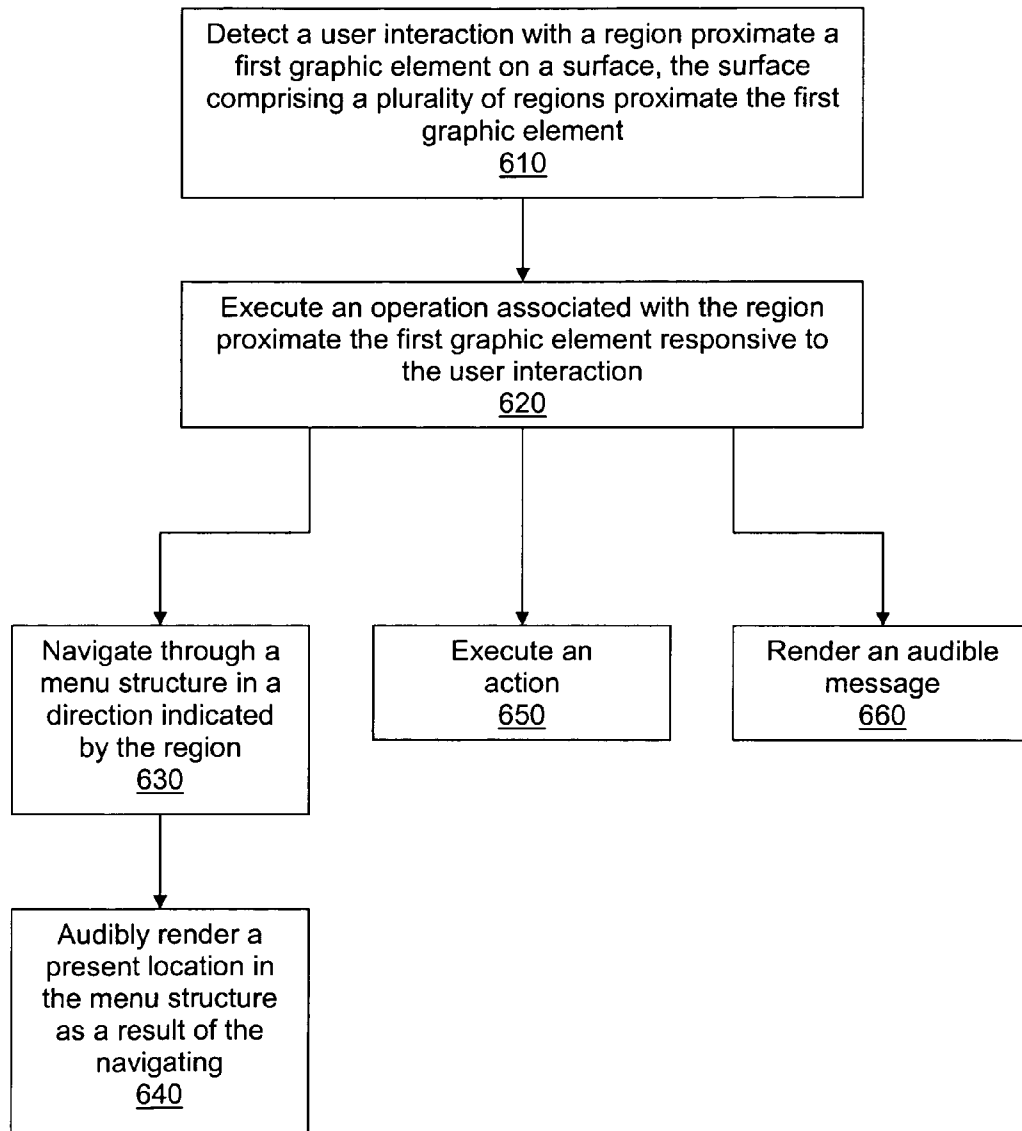 Detect a user interaction with a region proximate a
first graphic element on a surface, the surface
comprising a plurality of regions proximate the first
graphic element
610
Execute an operation associated with the region
proximate the first graphic element responsive to
the user interaction
620
Navigate through a
menu structure in a
direction indicated
by the region
630
Execute an
action
650
Render an audible
message
660
Audibly render a
present location in
the menu structure
as a result of the
navigating
640